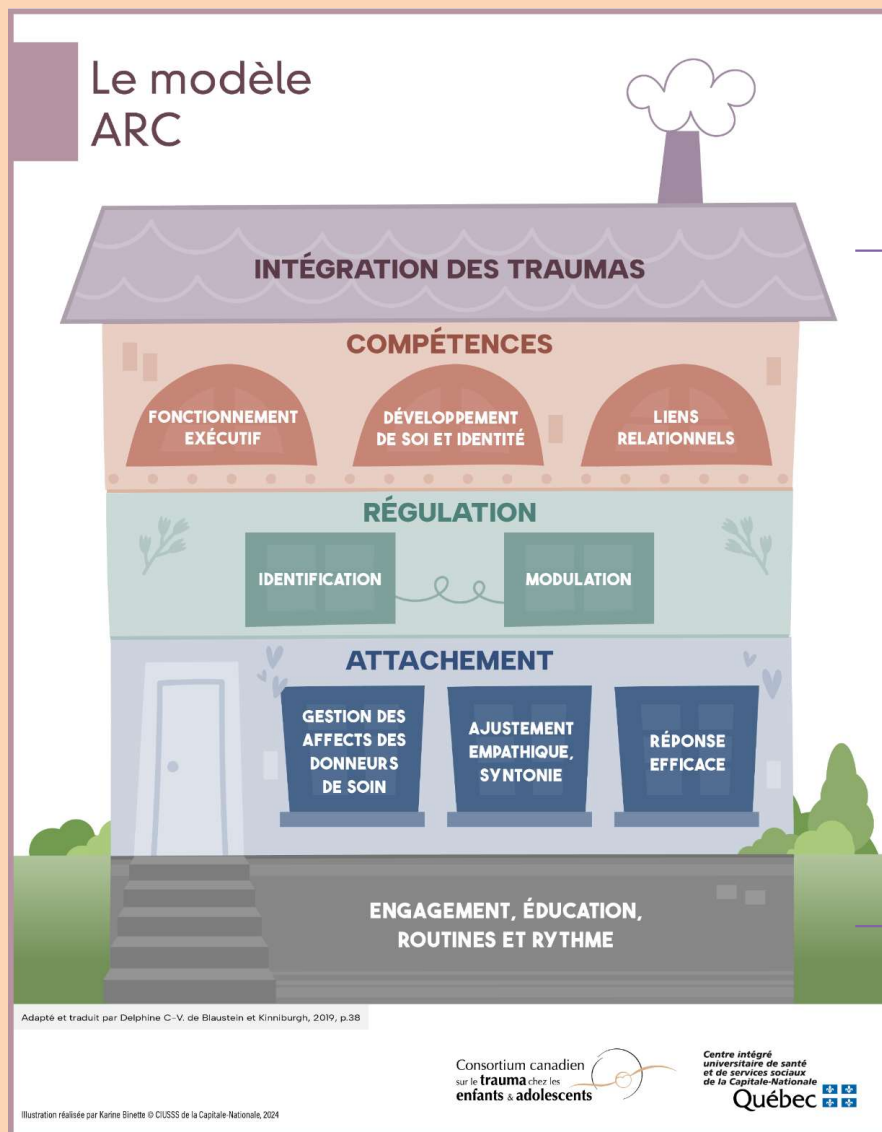 Le modèle
ARC
INTÉGRATION DES TRAUMAS
COMPÉTENCES
FONCTIONNEMENT
EXÉCUTIF
DÉVELOPPEMENT
DE SOI ET IDENTITÉ
LIENS
RELATIONNELS
RÉGULATION
IDENTIFICATION
MODULATION
ATTACHEMENT
GESTION DES
AFFECTS DES
DONNEURS
DE SOIN
AJUSTEMENT
EMPATHIQUE,
SYNTONIE
RÉPONSE
EFFICACE
ENGAGEMENT, ÉDUCATION,
ROUTINES ET RYTHME
Adapté et traduit par Delphine C-V. de Blaustein et Kinniburgh, 2019, p.38
Consortium canadien
sur le trauma chez les
enfants & adolescents
Centre intégré
universitaire de santé
et de services sociaux
de la Capitale-Nationale
Québec
Illustration réalisée par Karine Binette © CIUSSS de la Capitale-Nationale, 2024